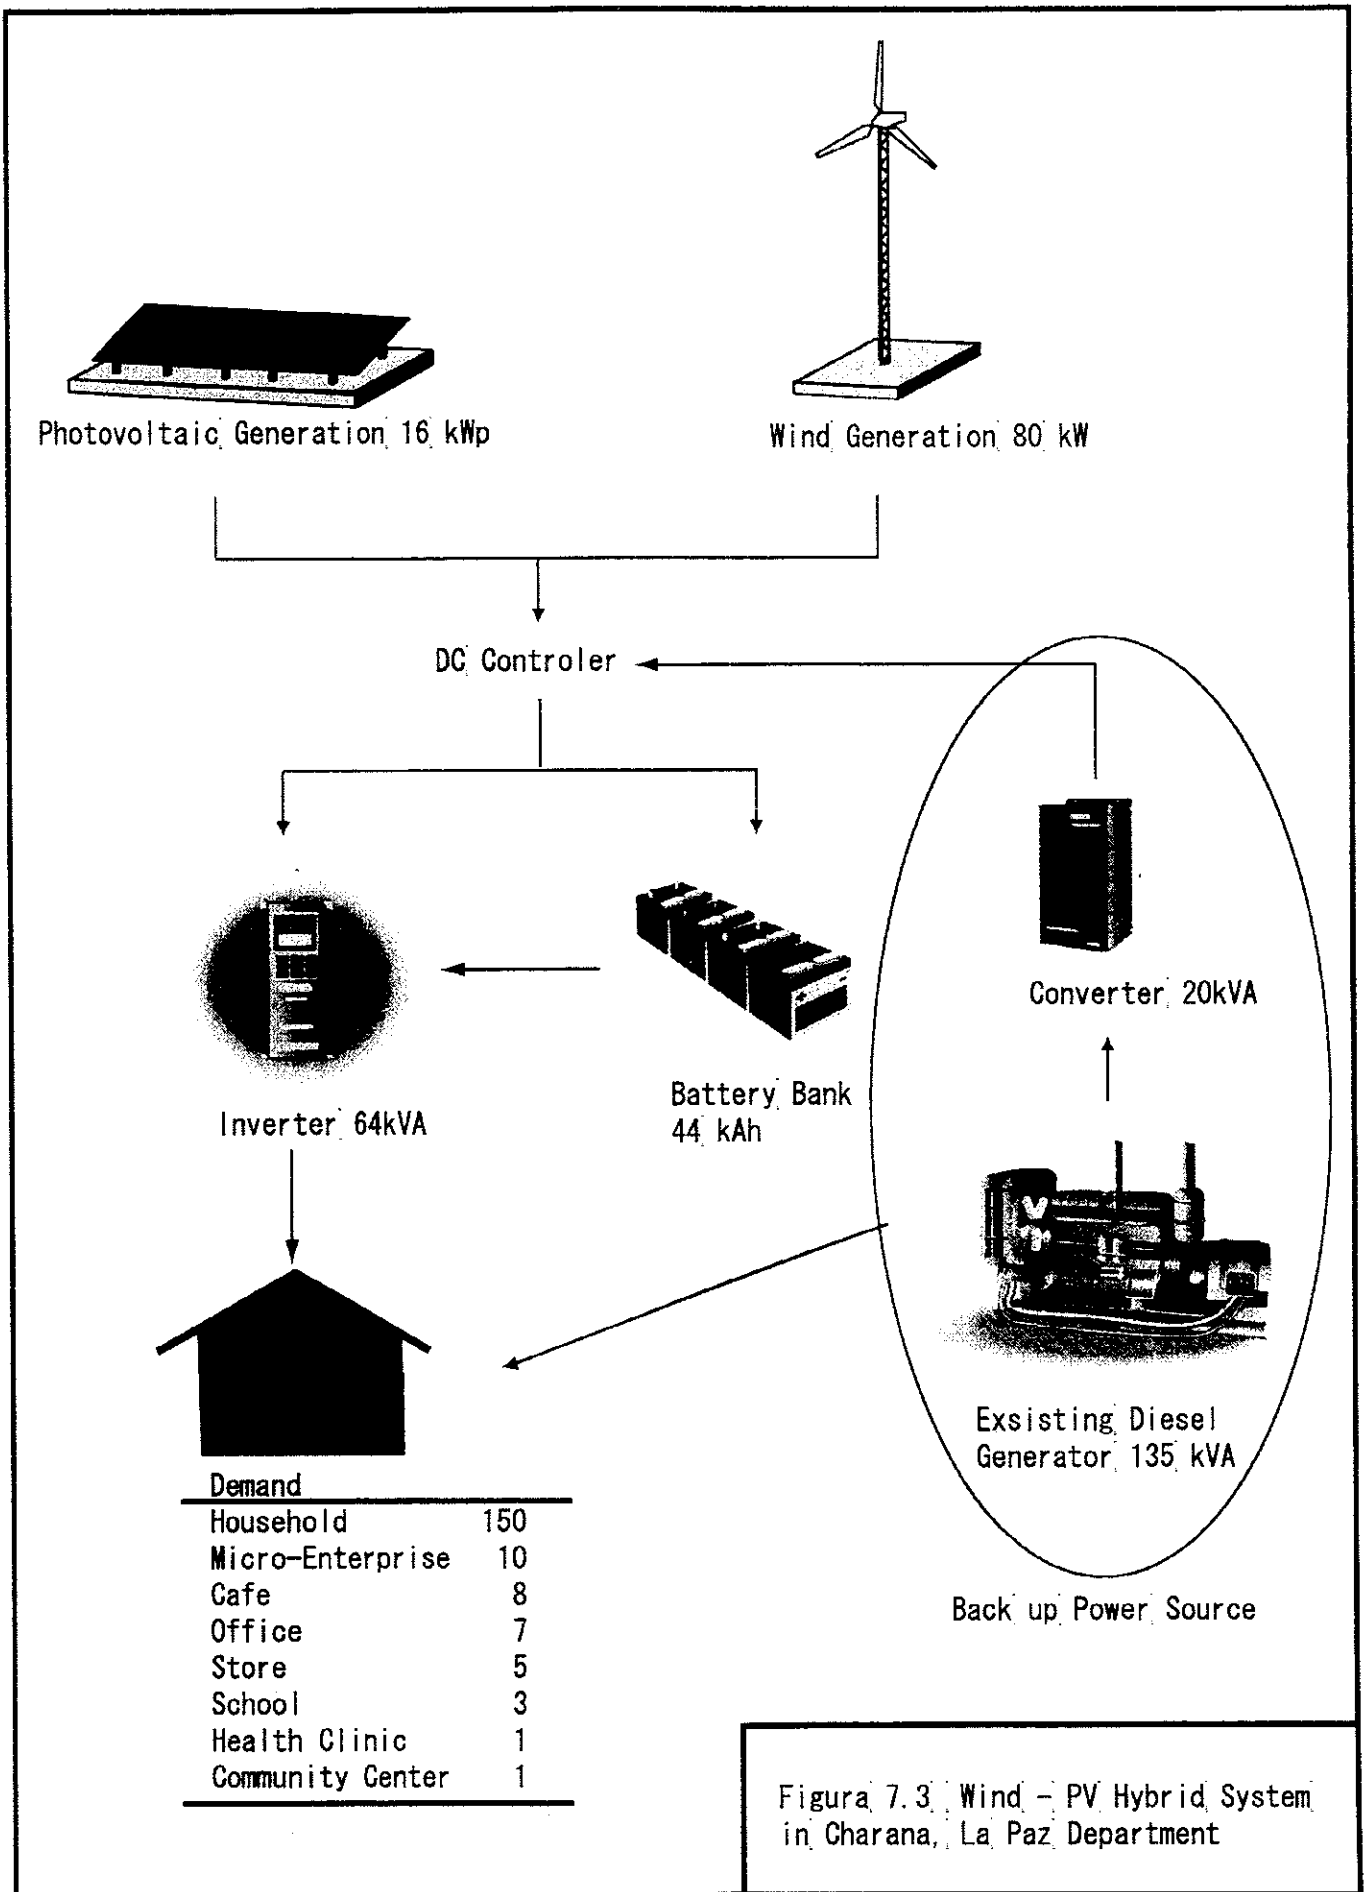 Photovoltaic Generation 16 kWp
Wind Generation 80 kW
DC Controler
Converter 20kVA
Battery Bank
44 kAh
Inverter 64kVA
Exsisting Diesel
Generator 135 kVA
Back up Power Source
Demand
Household 150
Micro-Enterprise 10
Cafe 8
Office 7
Store 5
School 3
Health Clinic 1
Community Center 1
Figura 7.3 Wind - PV Hybrid System
in Charana, La Paz Department